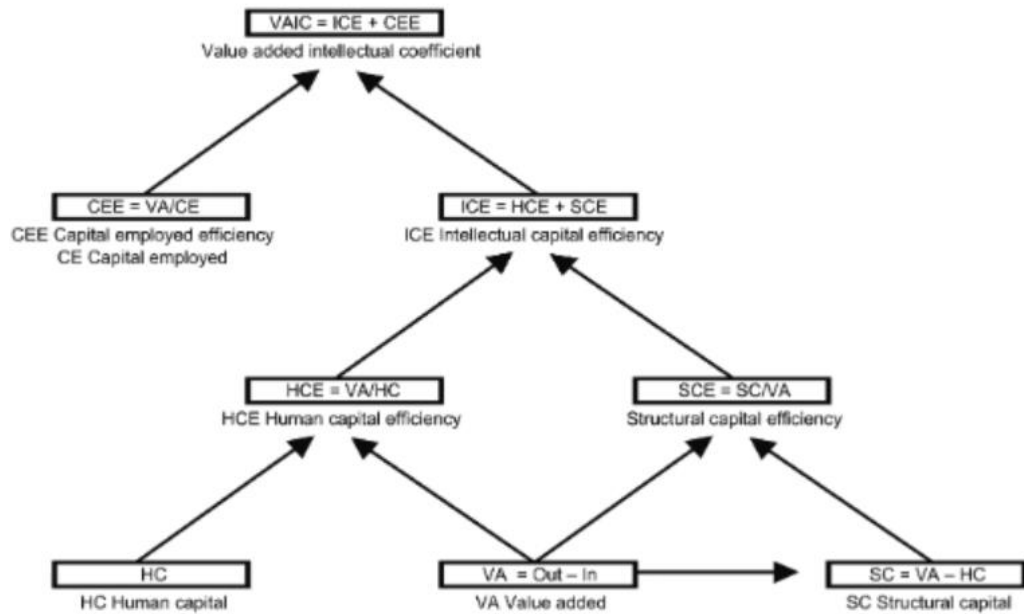 VAIC = ICE + CEE
Value added intellectual coefficient
CEE = VA/CE
CEE Capital employed efficiency
CE Capital employed
ICE = HCE + SCE
ICE Intellectual capital efficiency
HCE = VA/HC
HCE Human capital efficiency
SCE = SC/VA
Structural capital efficiency
HC
HC Human capital
VA = Out – In
VA Value added
SC = VA – HC
SC Structural capital